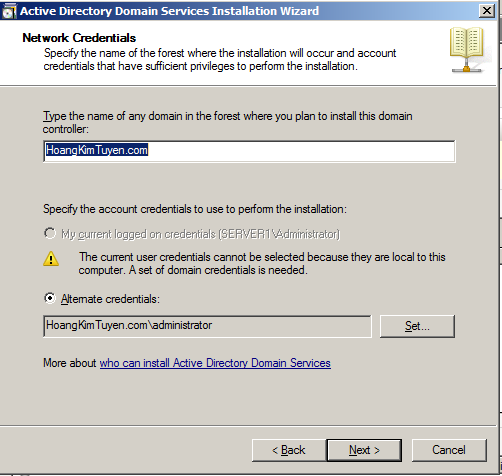 Active Directory Domain Services Installation Wizard
Network Credentials
Specify the name of the forest where the installation will occur and account
credentials that have sufficient privileges to perform the installation.
Type the name of any domain in the forest where you plan to install this domain
controller:
HoangKimTuyen.com
Specify the account credentials to use to perform the installation:
My current logged on credentials (SERVER1\Administrator)
The current user credentials cannot be selected because they are local to this
computer. A set of domain credentials is needed.
Alternate credentials:
HoangKimTuyen.com\administrator
Set...
More about who can install Active Directory Domain Services
< Back
Next >
Cancel